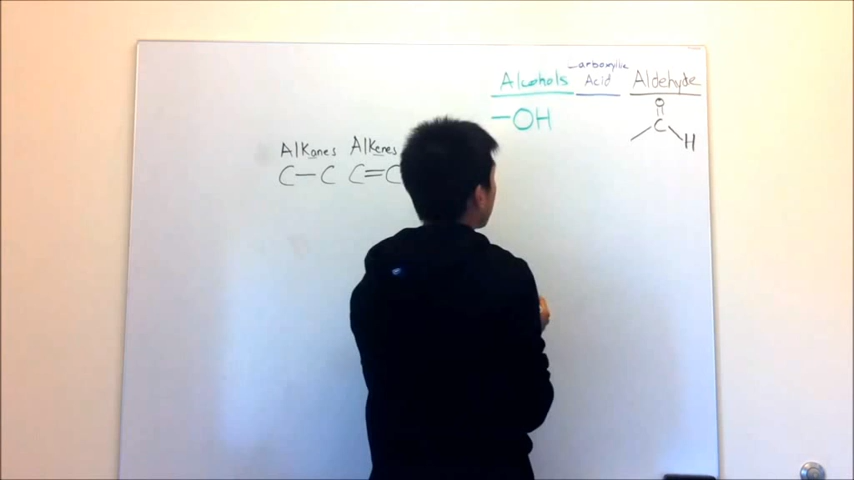 Alcohols
—OH
Carboxylic
Acid
Aldehyde
O
C
H
Alkanes
C—C
Alkenes
C=C